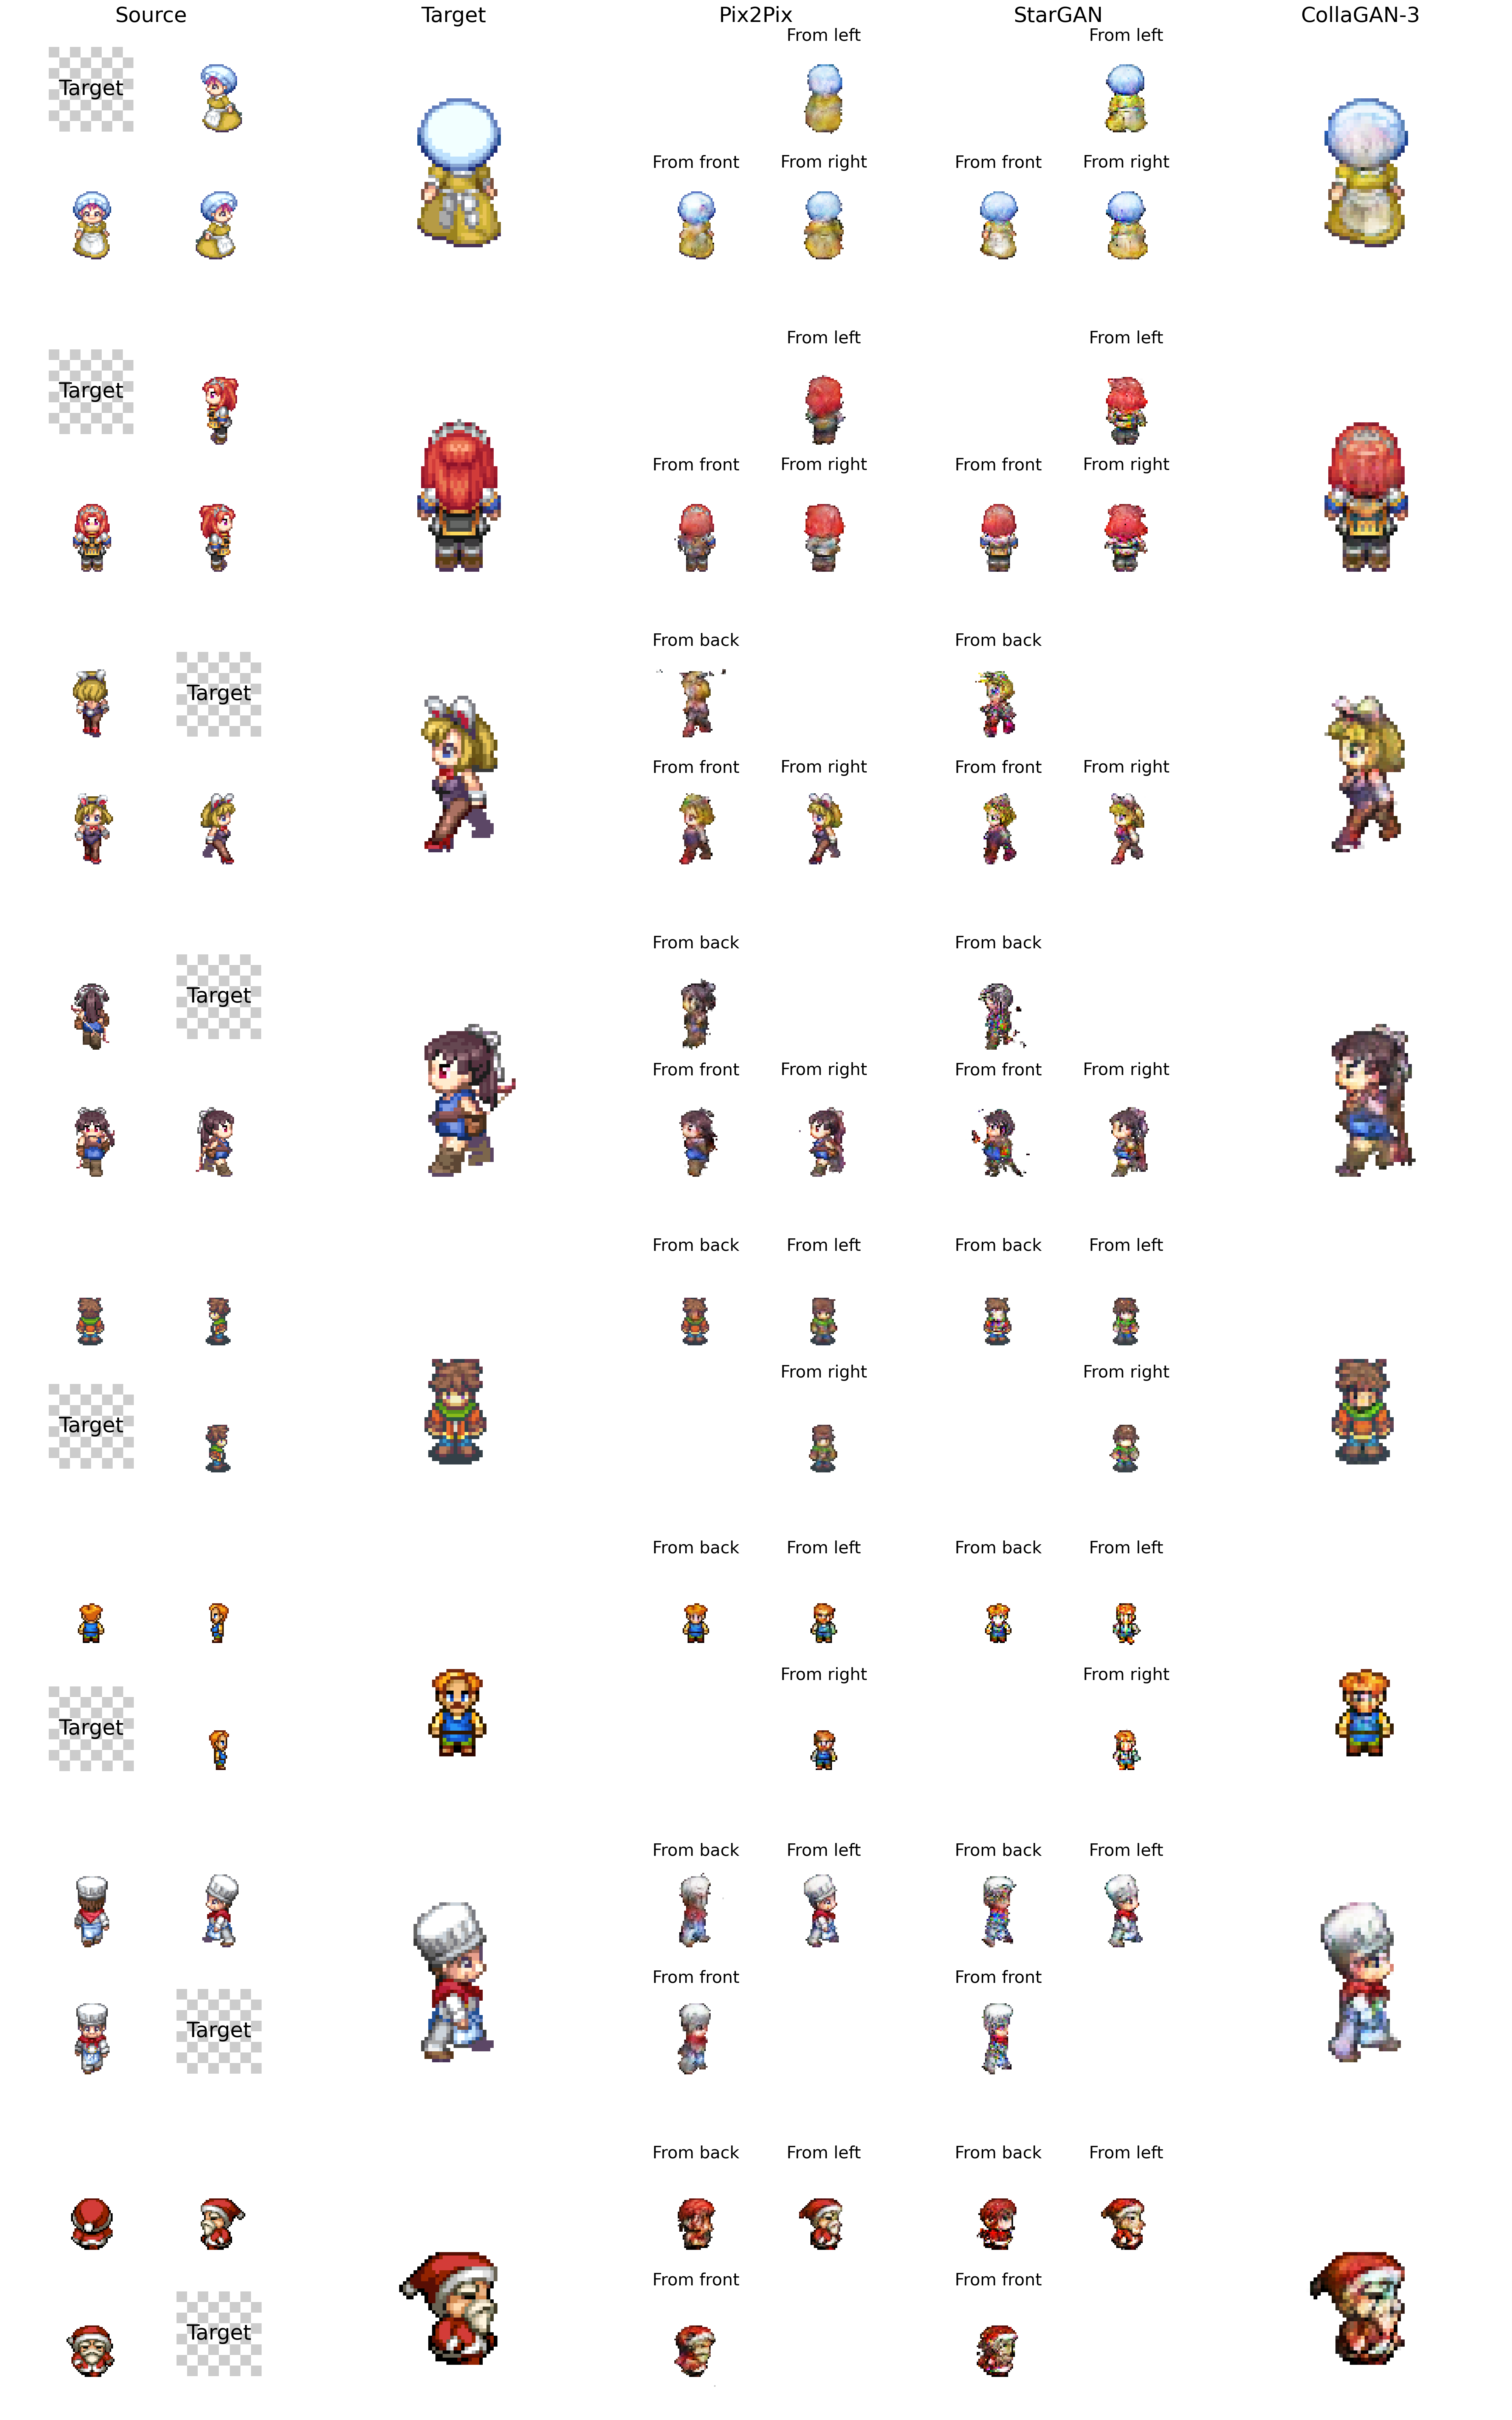 Source Target Pix2Pix StarGAN CollaGAN-3
From left From left
Target
From front From right From front From right
From left From left
Target
From front From right From front From right
From back From back
Target
From front From right From front From right
From back From back
Target
From front From right From front From right
From back From left From back From left
From right From right
Target
From back From left From back From left
From right From right
Target
From back From left From back From left
From front From front
Target
From back From left From back From left
From front From front
Target